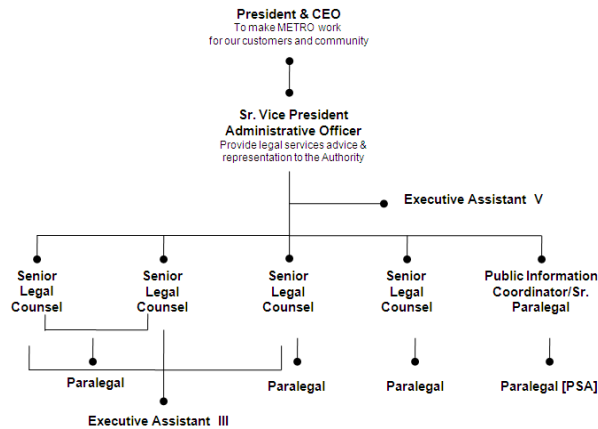 President & CEO
To make METRO work
for our customers and community
Sr. Vice President
Administrative Officer
Provide legal services advice &
representation to the Authority
Executive Assistant V
Senior
Legal
Counsel
Senior
Legal
Counsel
Senior
Legal
Counsel
Senior
Legal
Counsel
Public Information
Coordinator/Sr.
Paralegal
Paralegal
Paralegal
Paralegal
Paralegal [PSA]
Executive Assistant III